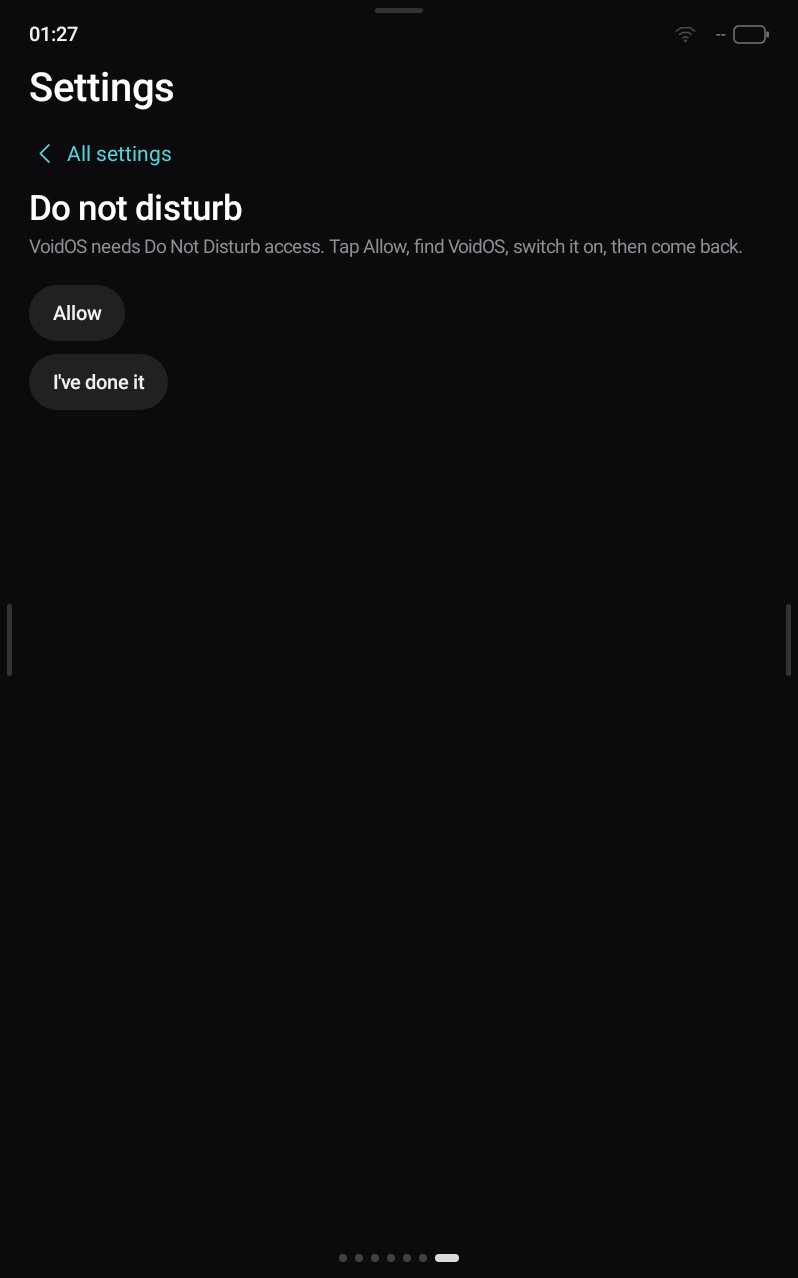 01:27
--
Settings
All settings
Do not disturb
VoidOS needs Do Not Disturb access. Tap Allow, find VoidOS, switch it on, then come back.
Allow
I've done it